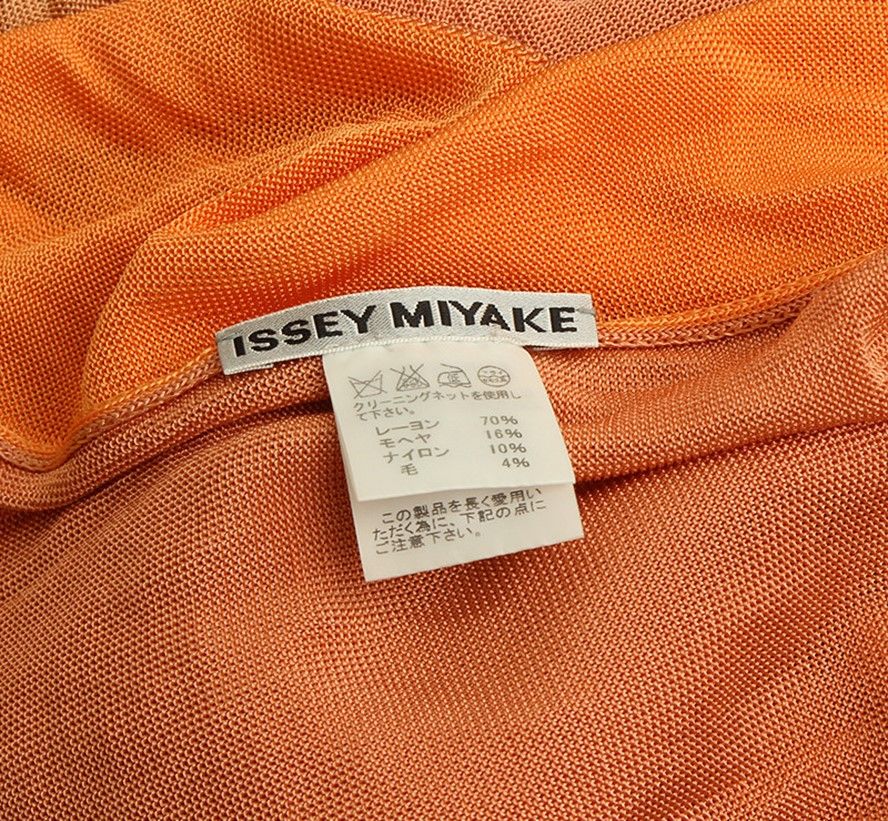 ISSEY MIYAKE
クリーニングネットを使用し
て下さい。
レーヨン 70%
モヘヤ 16%
ナイロン 10%
毛 4%
この製品を長く愛用い
ただく為に、下記の点に
ご注意下さい。